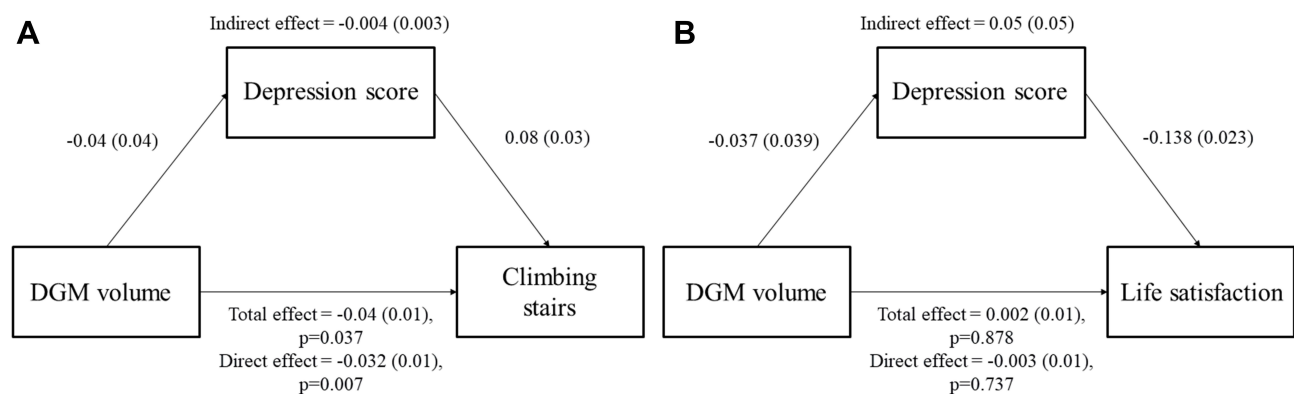 A
Indirect effect = -0.004 (0.003)
Depression score
-0.04 (0.04)
0.08 (0.03)
DGM volume
Climbing
stairs
Total effect = -0.04 (0.01),
p=0.037
Direct effect = -0.032 (0.01),
p=0.007
B
Indirect effect = 0.05 (0.05)
Depression score
-0.037 (0.039)
-0.138 (0.023)
DGM volume
Life satisfaction
Total effect = 0.002 (0.01),
p=0.878
Direct effect = -0.003 (0.01),
p=0.737